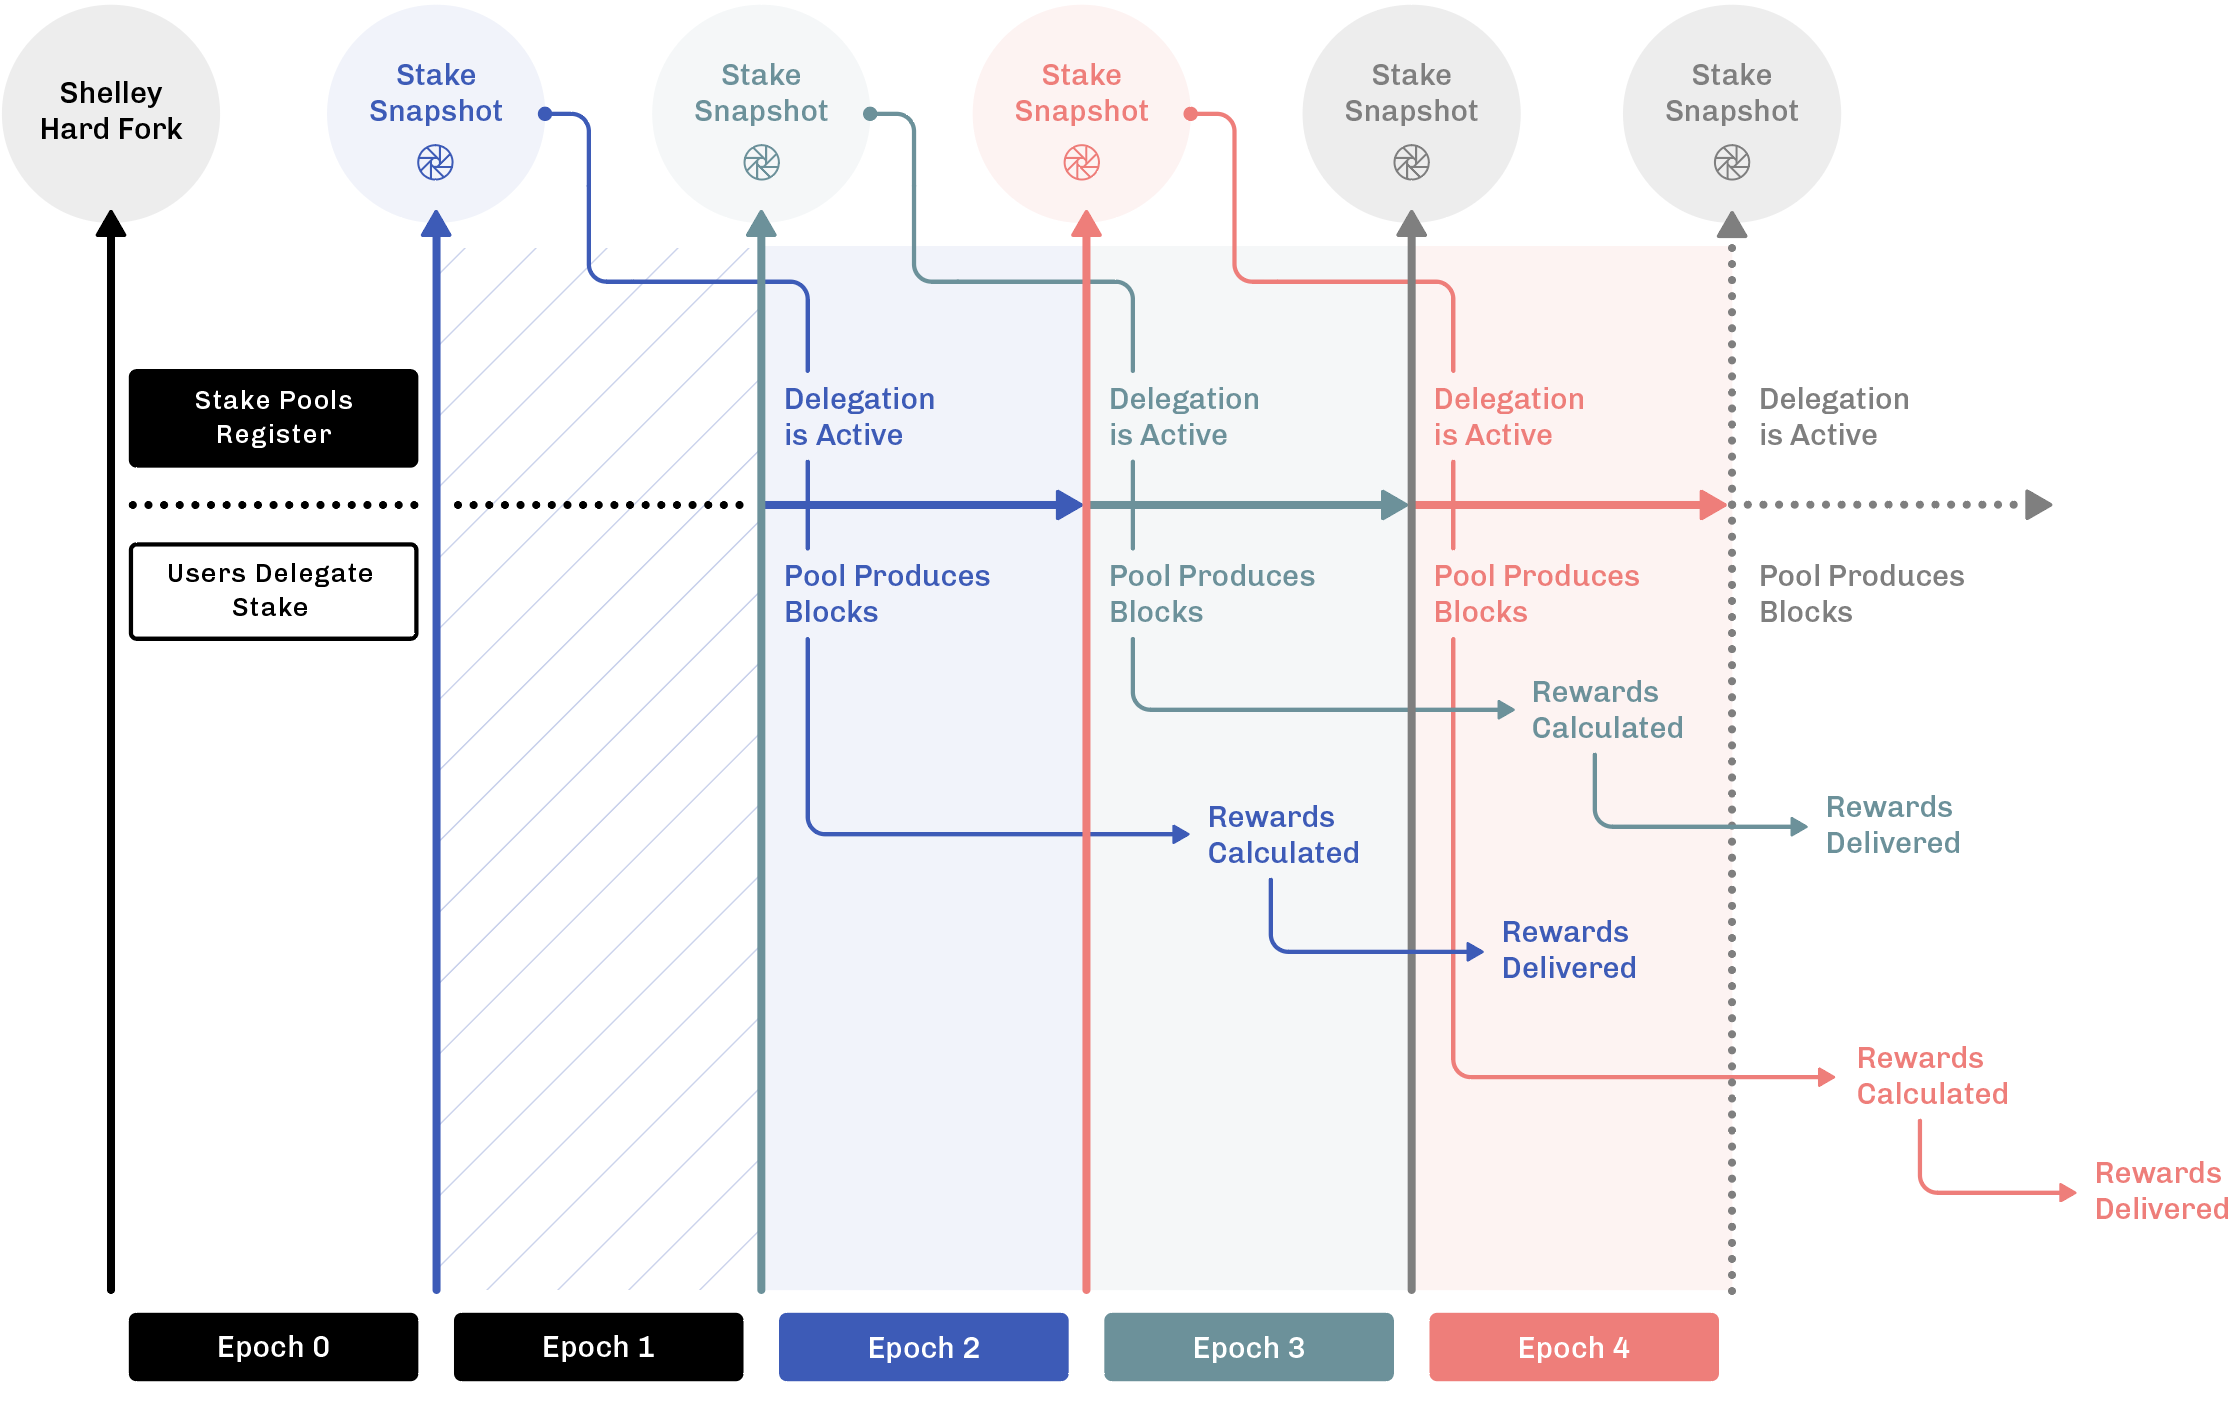 Shelley
Hard Fork
Stake
Snapshot
Stake
Snapshot
Stake
Snapshot
Stake
Snapshot
Stake
Snapshot
Stake Pools
Register
Users Delegate
Stake
Delegation
is Active
Delegation
is Active
Delegation
is Active
Delegation
is Active
Pool Produces
Blocks
Pool Produces
Blocks
Pool Produces
Blocks
Pool Produces
Blocks
Rewards
Calculated
Rewards
Delivered
Rewards
Calculated
Rewards
Delivered
Rewards
Calculated
Rewards
Delivered
Epoch 0
Epoch 1
Epoch 2
Epoch 3
Epoch 4